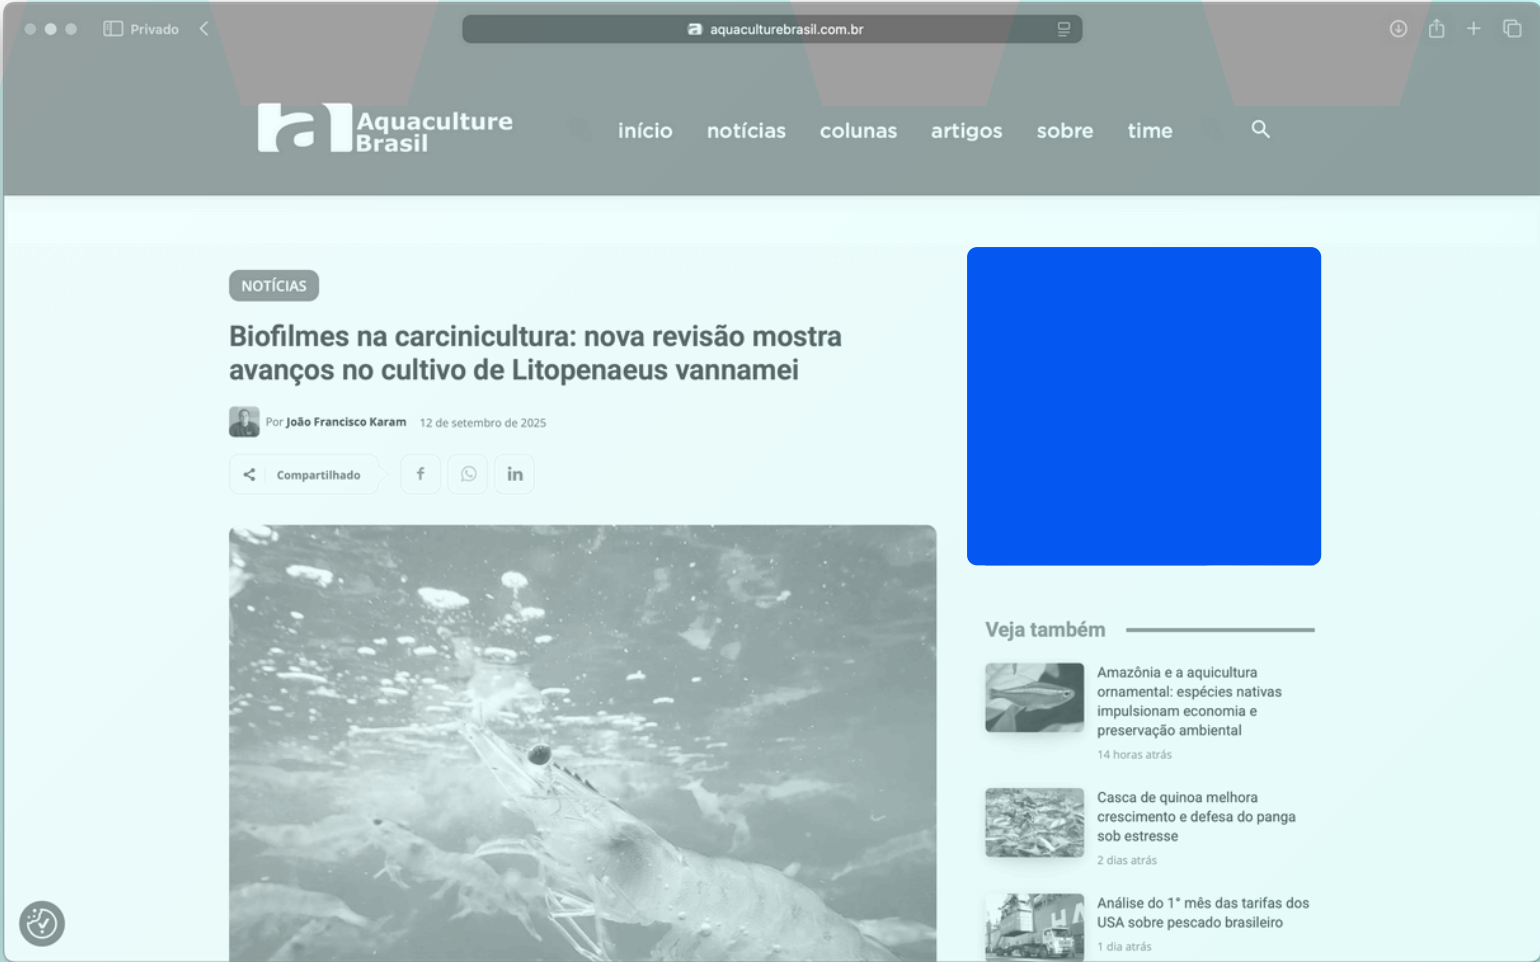 Privado
aquaculturebrasil.com.br
Aquaculture
Brasil
início
notícias
colunas
artigos
sobre
time
NOTÍCIAS
Biofilmes na carcinicultura: nova revisão mostra
avanços no cultivo de Litopenaeus vannamei
Por João Francisco Karam
12 de setembro de 2025
Compartilhado
Veja também
Amazônia e a aquicultura
ornamental: espécies nativas
impulsionam economia e
preservação ambiental
14 horas atrás
Casca de quinoa melhora
crescimento e defesa do panga
sob estresse
2 dias atrás
Análise do 1° mês das tarifas dos
USA sobre pescado brasileiro
1 dia atrás